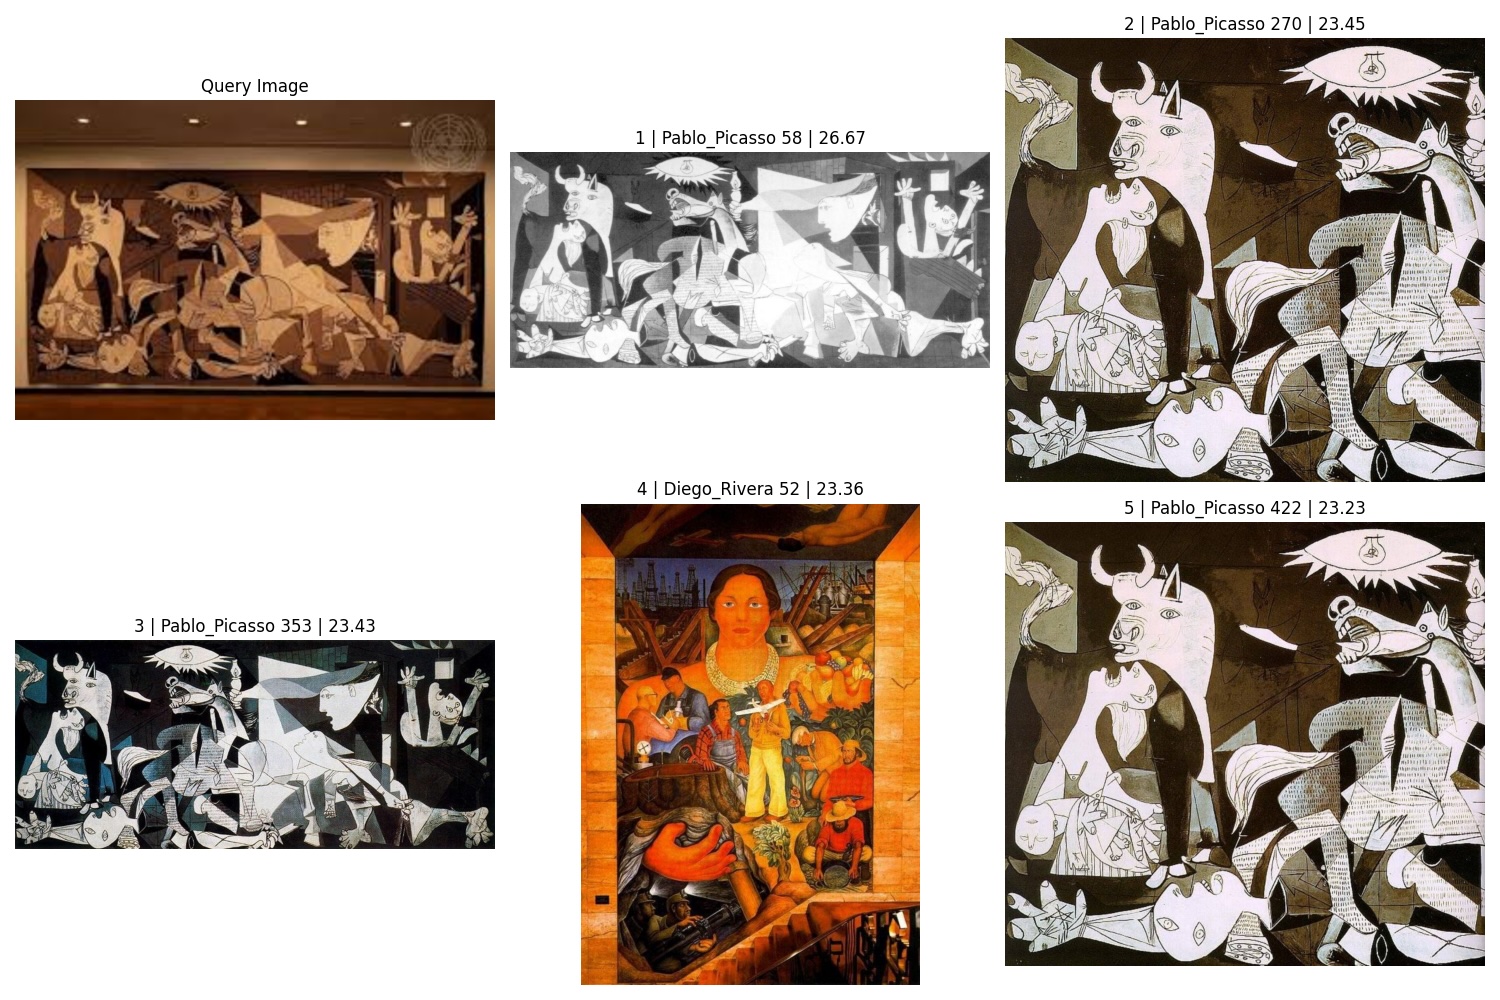 Query Image
1 | Pablo_Picasso 58 | 26.67
2 | Pablo_Picasso 270 | 23.45
3 | Pablo_Picasso 353 | 23.43
4 | Diego_Rivera 52 | 23.36
5 | Pablo_Picasso 422 | 23.23